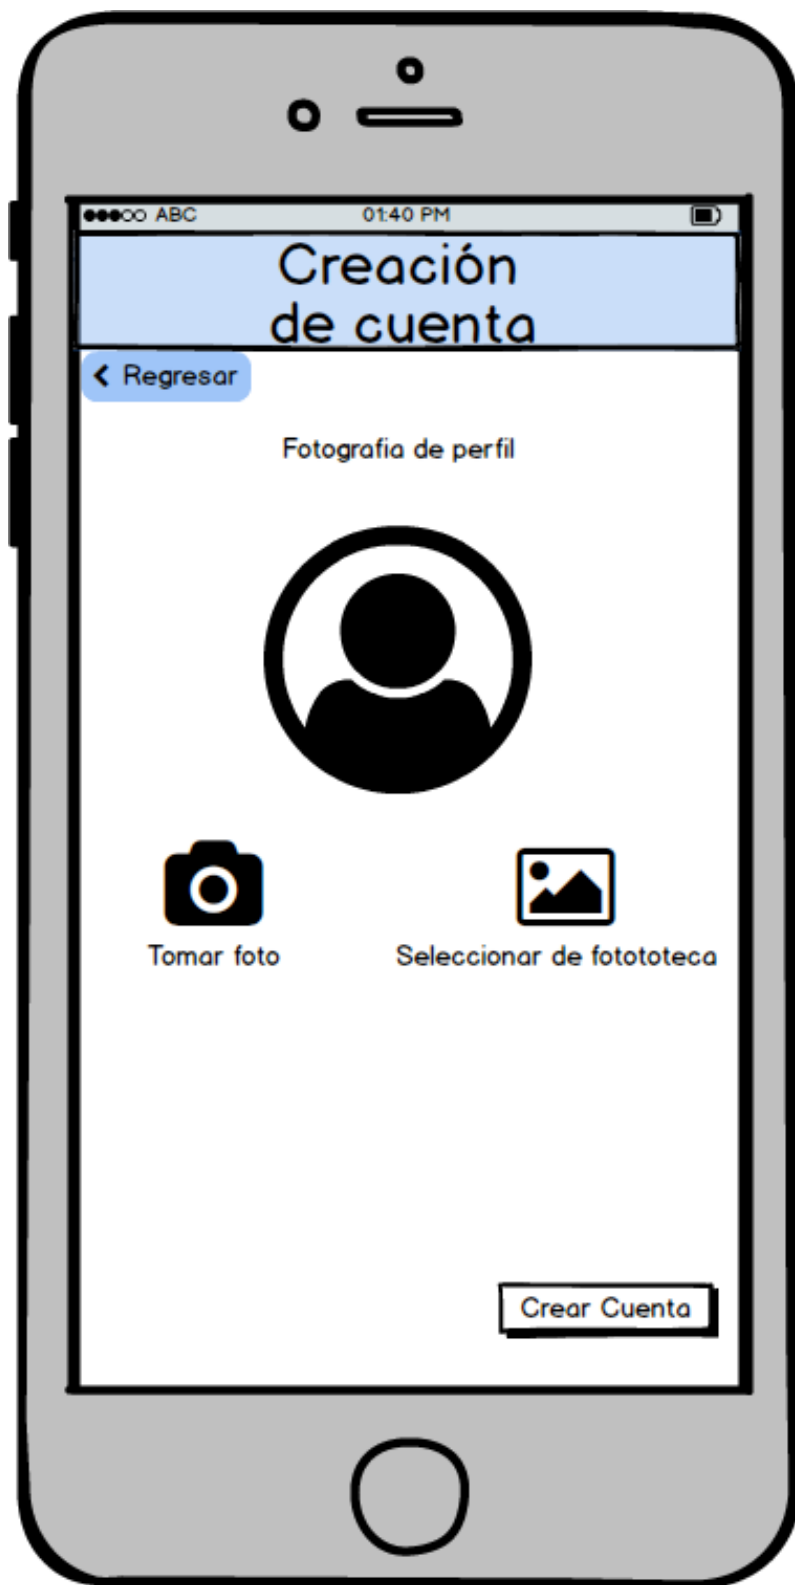 ABC 01:40 PM
Creación
de cuenta
Regresar
Fotografia de perfil
Tomar foto
Seleccionar de fotototeca
Crear Cuenta